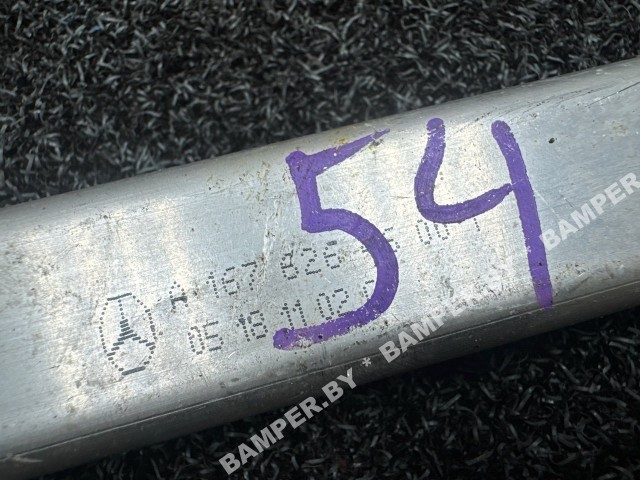 54
A 167 826
05 18 11 02
BAMPER.BY * BAMPER.BY * BAMPER